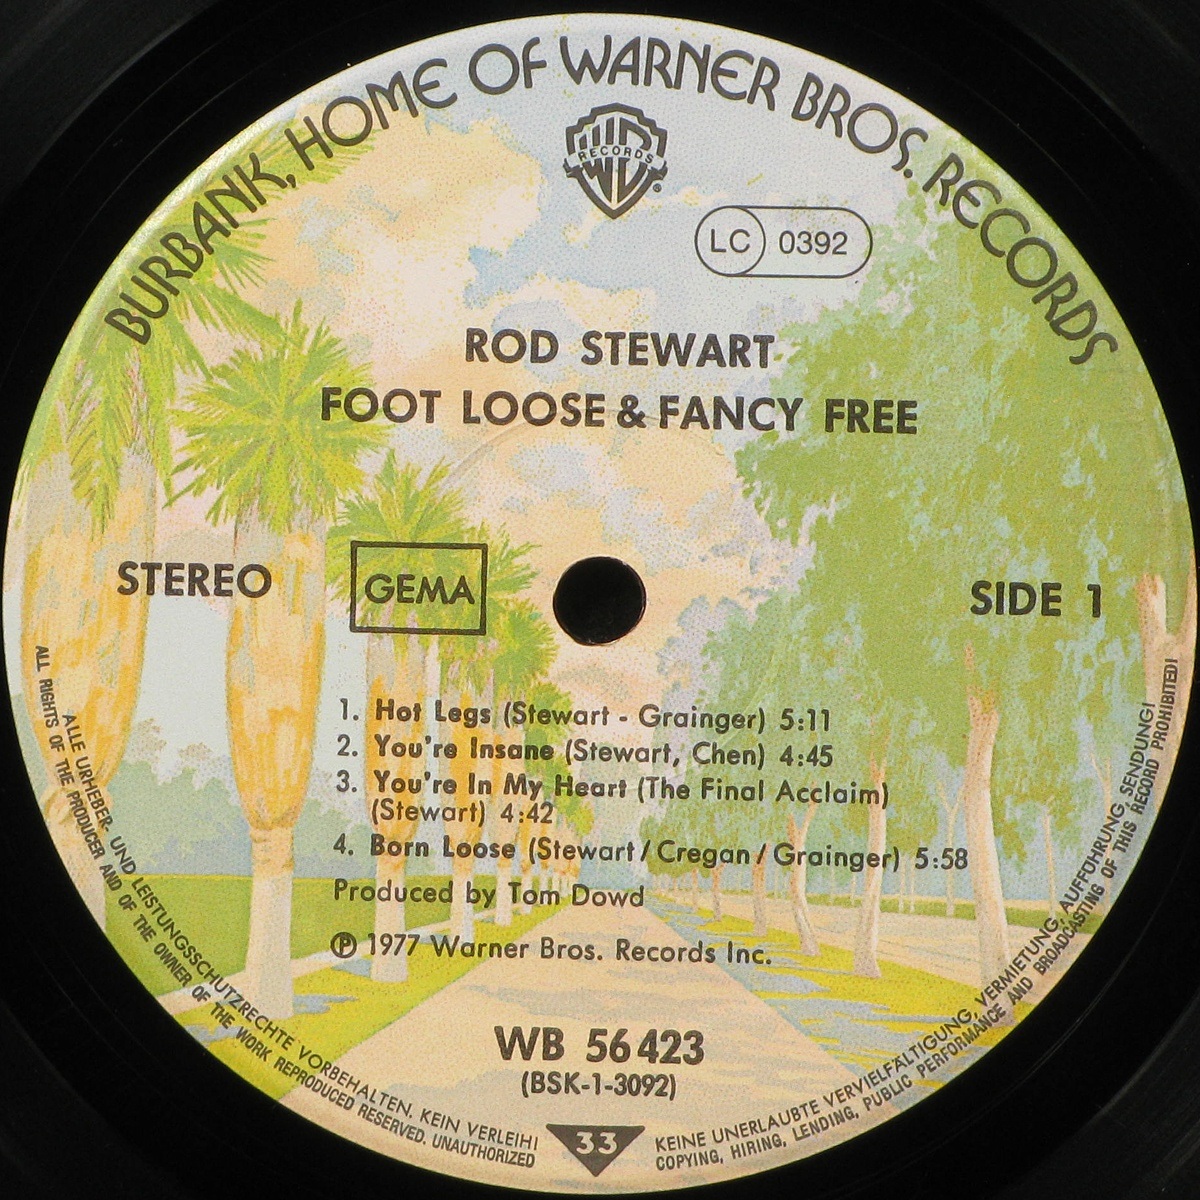 BURBANK, HOME OF WARNER BROS. RECORDS
WB
RECORDS
®
LC 0392
ROD STEWART
FOOT LOOSE & FANCY FREE
STEREO
GEMA
SIDE 1
1. Hot Legs (Stewart - Grainger) 5:11
2. You're Insane (Stewart, Chen) 4:45
3. You're In My Heart (The Final Acclaim)
(Stewart) 4:42
4. Born Loose (Stewart / Cregan / Grainger) 5:58
Produced by Tom Dowd
℗ 1977 Warner Bros. Records Inc.
WB 56 423
(BSK-1-3092)
33
ALLE URHEBER- UND LEISTUNGSSCHUTZRECHTE VORBEHALTEN. KEIN VERLEIH! KEINE UNERLAUBTE VERVIELFÄLTIGUNG, VERMIETUNG, AUFFÜHRUNG, SENDUNG!
ALL RIGHTS OF THE PRODUCER AND OF THE OWNER OF THE WORK REPRODUCED RESERVED. UNAUTHORIZED COPYING, HIRING, LENDING, PUBLIC PERFORMANCE AND BROADCASTING OF THIS RECORD PROHIBITED!